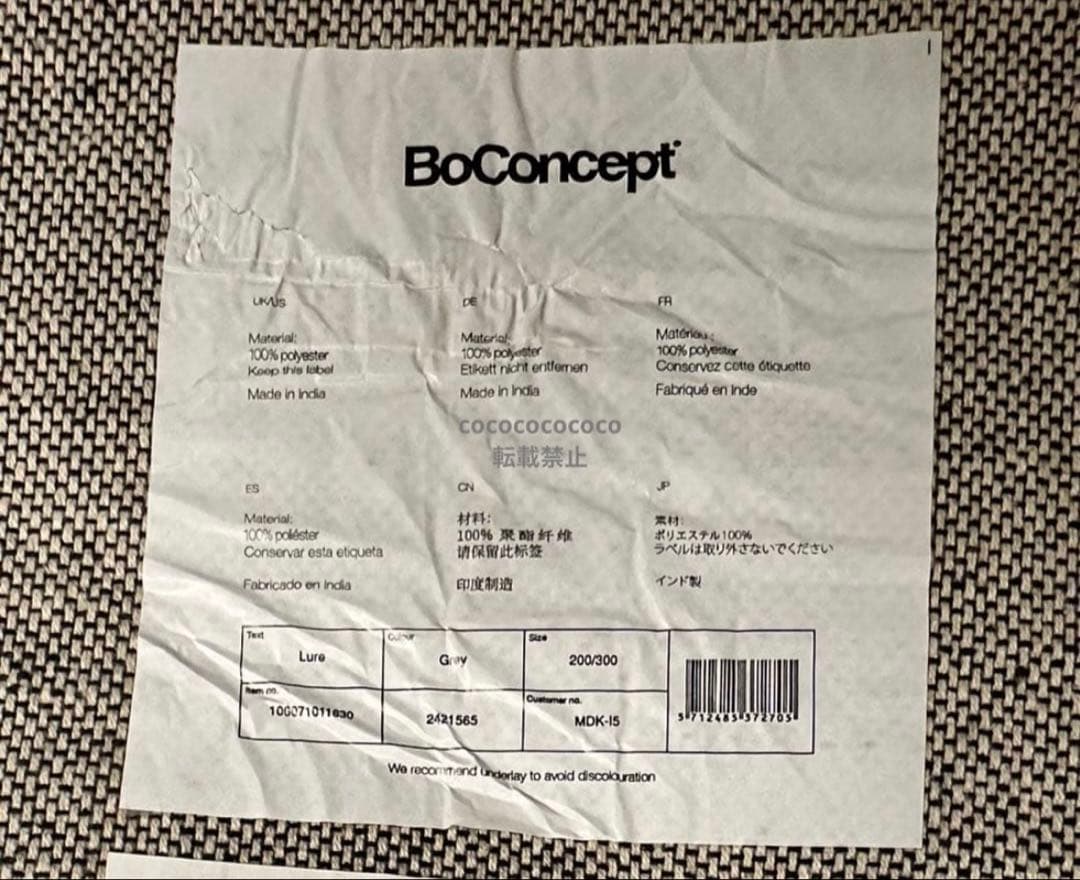 BoConcept
UK/US
Material:
100% polyester
Keep this label
Made in India
DE
Material:
100% polyester
Etikett nicht entfernen
Made in India
FR
Matériau :
100% polyester
Conservez cette étiquette
Fabriqué en Inde
cocococococo
転載禁止
ES
Material:
100% poliéster
Conservar esta etiqueta
Fabricado en India
CN
材料:
100% 聚酯纤维
请保留此标签
印度制造
JP
素材:
ポリエステル100%
ラベルは取り外さないでください
インド製
Text
Lure
Colour
Grey
Size
200/300
Item no.
2421565
Customer no.
MDK-I5
5 712485 372705
We recommend underlay to avoid discolouration